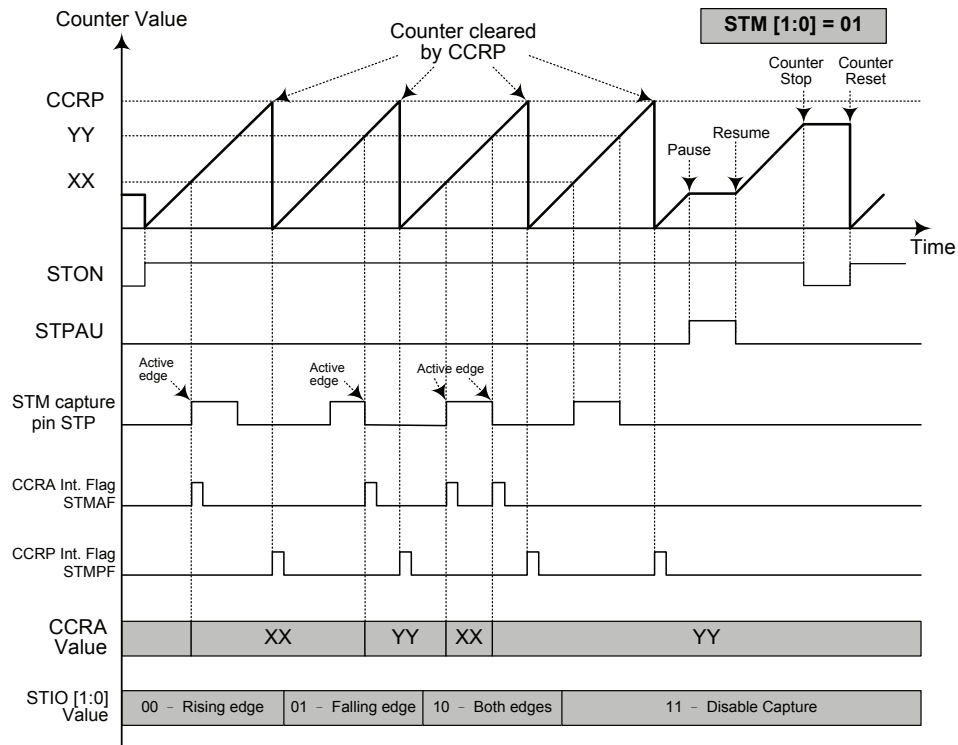 Counter Value
Counter cleared
by CCRP
STM [1:0] = 01
Counter
Stop
Counter
Reset
CCRP
YY
Resume
Pause
XX
Time
STON
STPAU
Active
edge
Active
edge
Active edge
STM capture
pin STP
CCRA Int. Flag
STMAF
CCRP Int. Flag
STMPF
CCRA
Value
XX
YY
XX
YY
STIO [1:0]
Value
00 – Rising edge
01 – Falling edge
10 – Both edges
11 – Disable Capture